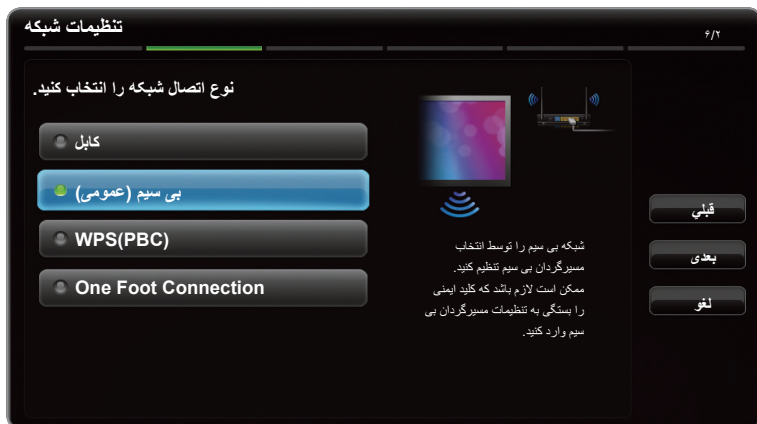 تنظیمات شبکه
۶/۲
نوع اتصال شبکه را انتخاب کنید.
کابل
بی سیم (عمومی)
WPS(PBC)
One Foot Connection
شبکه بی سیم را توسط انتخاب
مسیرگردان بی سیم تنظیم کنید.
ممکن است لازم باشد که کلید ایمنی
را بستگی به تنظیمات مسیرگردان بی
سیم وارد کنید.
قبلي
بعدی
لغو